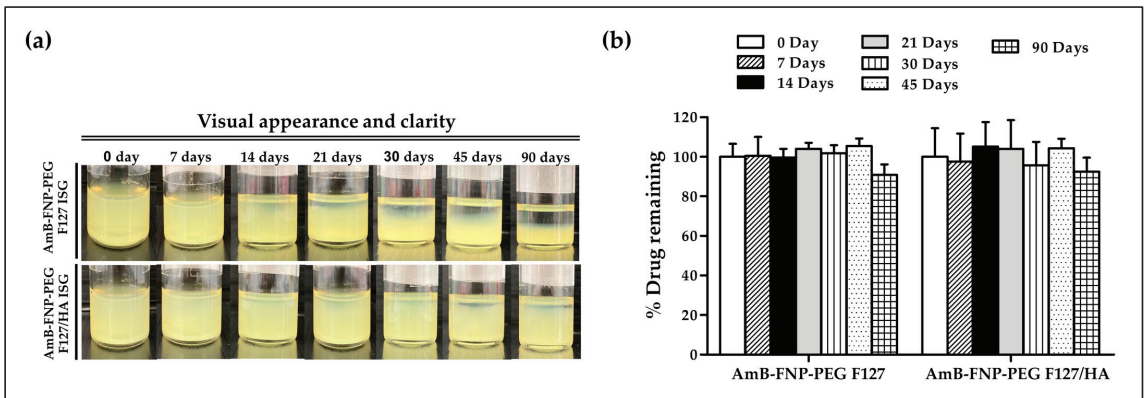 (a)
Visual appearance and clarity
0 day 7 days 14 days 21 days 30 days 45 days 90 days
AmB-FNP-PEG
F127 ISG
AmB-FNP-PEG
F127/HA ISG
(b)
0 Day
7 Days
14 Days
21 Days
30 Days
45 Days
90 Days
% Drug remaining
120
100
80
60
40
20
0
AmB-FNP-PEG F127 AmB-FNP-PEG F127/HA